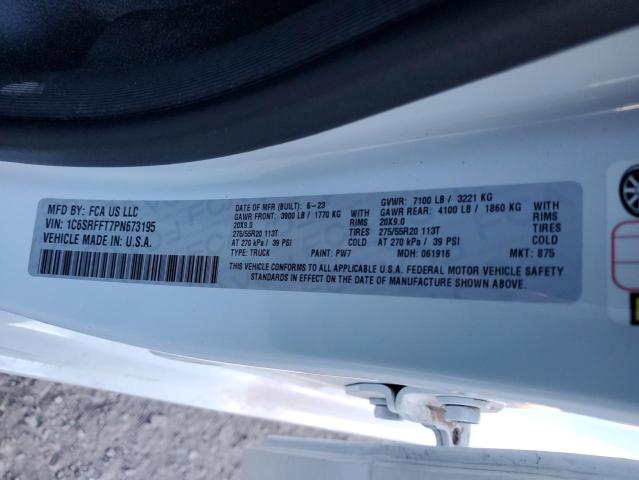 MFD BY: FCA US LLC
VIN: 1C6SRFFT7PN673195
VEHICLE MADE IN: U.S.A.
DATE OF MFR (BUILT): 6-23
GAWR FRONT: 3900 LB / 1770 KG WITH
20X9.0 RIMS
275/55R20 113T TIRES
AT 270 kPa / 39 PSI COLD
TYPE: TRUCK PAINT: PW7
GVWR: 7100 LB / 3221 KG
GAWR REAR: 4100 LB / 1860 KG WITH
20X9.0 RIMS
275/55R20 113T TIRES
AT 270 kPa / 39 PSI COLD
MDH: 061916 MKT: 875
THIS VEHICLE CONFORMS TO ALL APPLICABLE U.S.A. FEDERAL MOTOR VEHICLE SAFETY
STANDARDS IN EFFECT ON THE DATE OF MANUFACTURE SHOWN ABOVE.